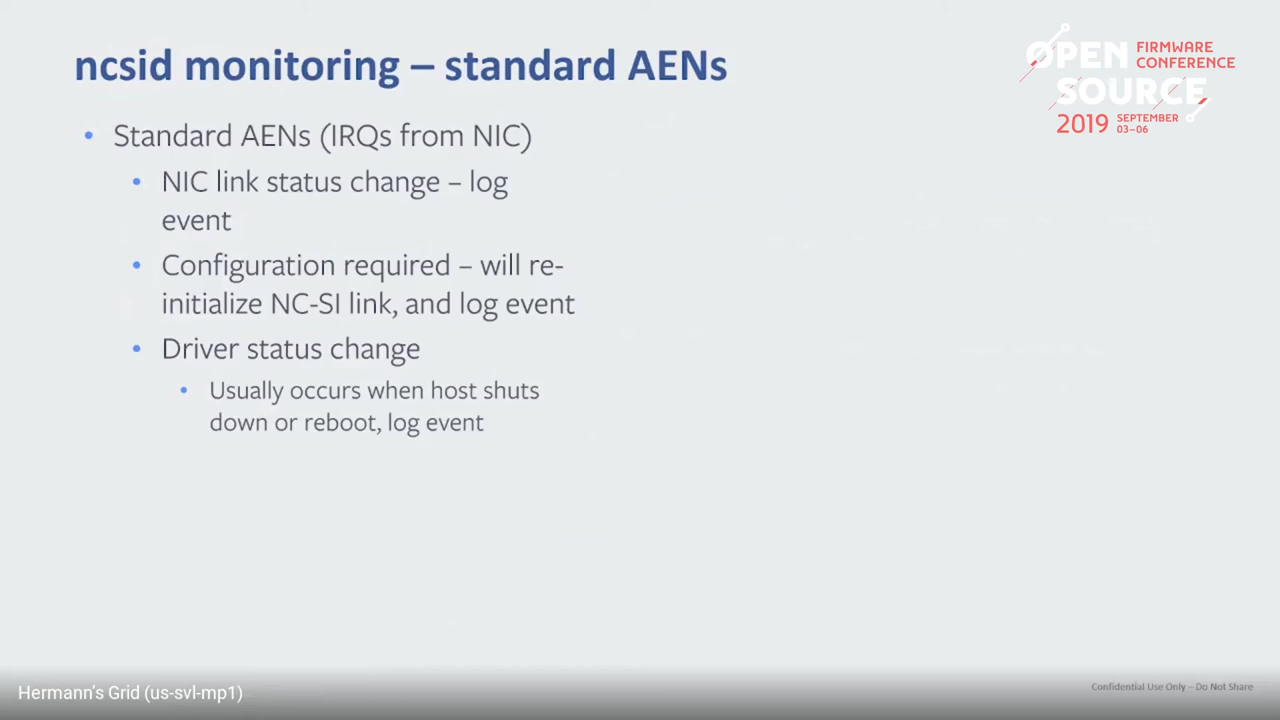 ncsid monitoring – standard AENs
OPEN SOURCE
FIRMWARE
CONFERENCE
2019
SEPTEMBER
03–06
• Standard AENs (IRQs from NIC)
• NIC link status change – log
event
• Configuration required – will re-
initialize NC-SI link, and log event
• Driver status change
• Usually occurs when host shuts
down or reboot, log event
Hermann's Grid (us-svl-mp1)
Confidential Use Only – Do Not Share